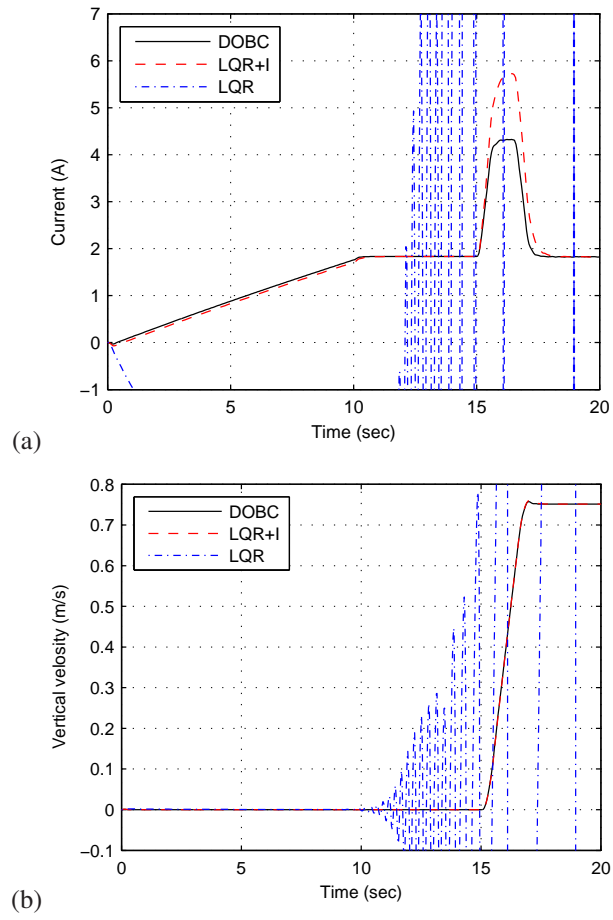 7
6
5
4
3
2
1
0
−1
Current (A)
DOBC
LQR+I
LQR
0 5 10 15 20
Time (sec)
(a)
0.8
0.7
0.6
0.5
0.4
0.3
0.2
0.1
0
−0.1
Vertical velosity (m/s)
DOBC
LQR+I
LQR
0 5 10 15 20
Time (sec)
(b)